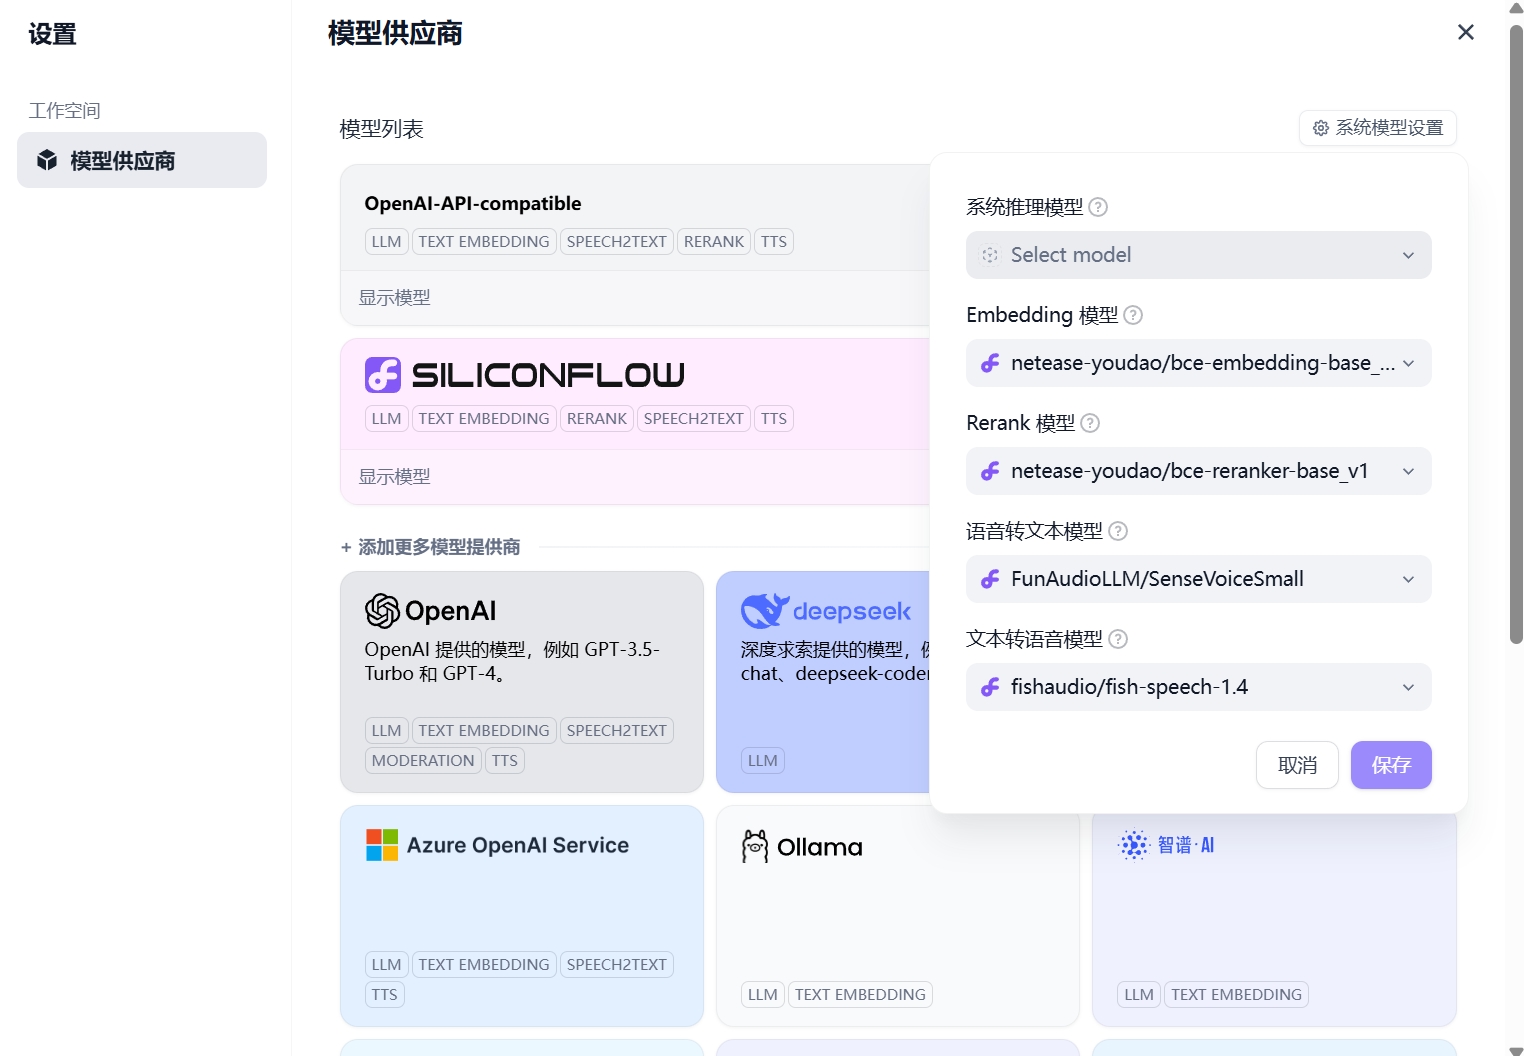 设置
工作空间
模型供应商
模型供应商
模型列表
系统模型设置
OpenAI-API-compatible
LLM TEXT EMBEDDING SPEECH2TEXT RERANK TTS
显示模型
SILICONFLOW
LLM TEXT EMBEDDING RERANK SPEECH2TEXT TTS
显示模型
+ 添加更多模型提供商
OpenAI
OpenAI 提供的模型，例如 GPT-3.5-
Turbo 和 GPT-4。
LLM TEXT EMBEDDING SPEECH2TEXT
MODERATION TTS
deepseek
深度求索提供的模型，
chat、deepseek-coder
LLM
系统推理模型
Select model
Embedding 模型
netease-youdao/bce-embedding-base_...
Rerank 模型
netease-youdao/bce-reranker-base_v1
语音转文本模型
FunAudioLLM/SenseVoiceSmall
文本转语音模型
fishaudio/fish-speech-1.4
取消 保存
Azure OpenAI Service
LLM TEXT EMBEDDING SPEECH2TEXT
TTS
Ollama
LLM TEXT EMBEDDING
智谱·AI
LLM TEXT EMBEDDING